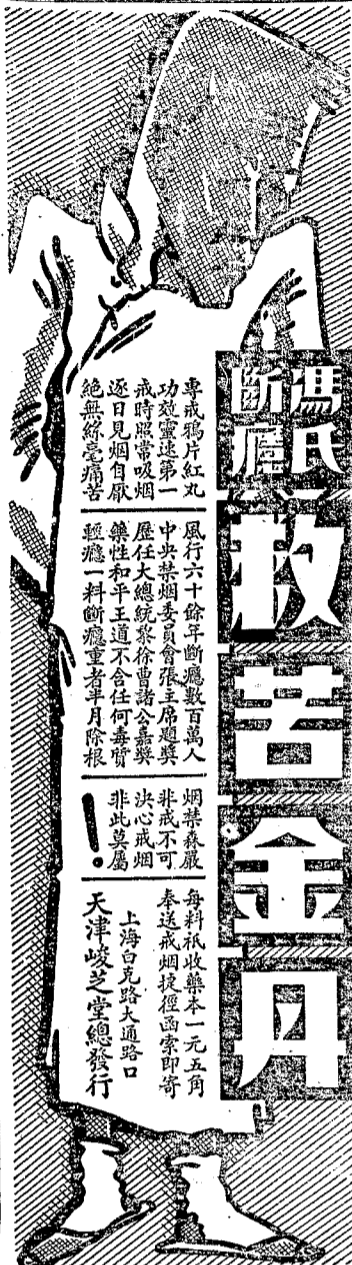 馮氏
斷癮
救苦金丹
專戒鴉片紅丸
功效靈速第一
戒時照常吸烟
逐日見烟自厭
絕無絲毫痛苦
風行六十餘年斷癮數百萬人
中央禁烟委員會張主席題獎
歷任大總統黎徐曹諸公嘉獎
藥性和平王道不含任何毒質
輕癮一料斷癮重者半月除根
烟禁森嚴
非戒不可
決心戒烟
非此莫屬
！
每料祇收藥本一元五角
奉送戒烟捷徑函索即寄
上海白克路大通路口
天津峻芝堂總發行